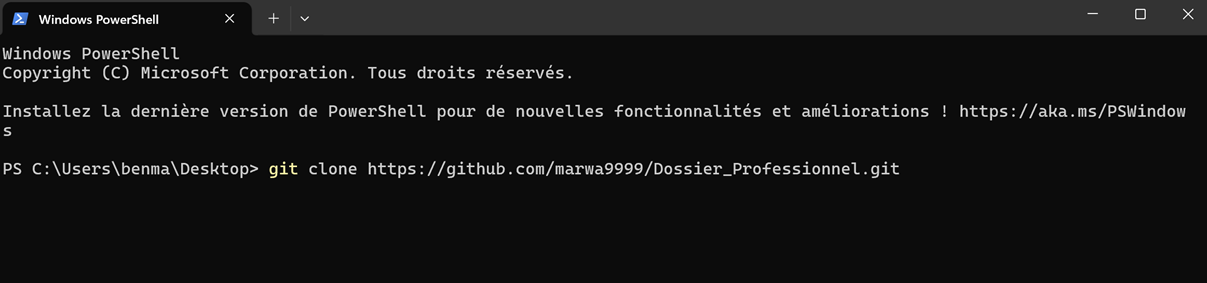 Windows PowerShell
Windows PowerShell
Copyright (C) Microsoft Corporation. Tous droits réservés.
Installez la dernière version de PowerShell pour de nouvelles fonctionnalités et améliorations ! https://aka.ms/PSWindow
s
PS C:\Users\benma\Desktop> git clone https://github.com/marwa9999/Dossier_Professionnel.git